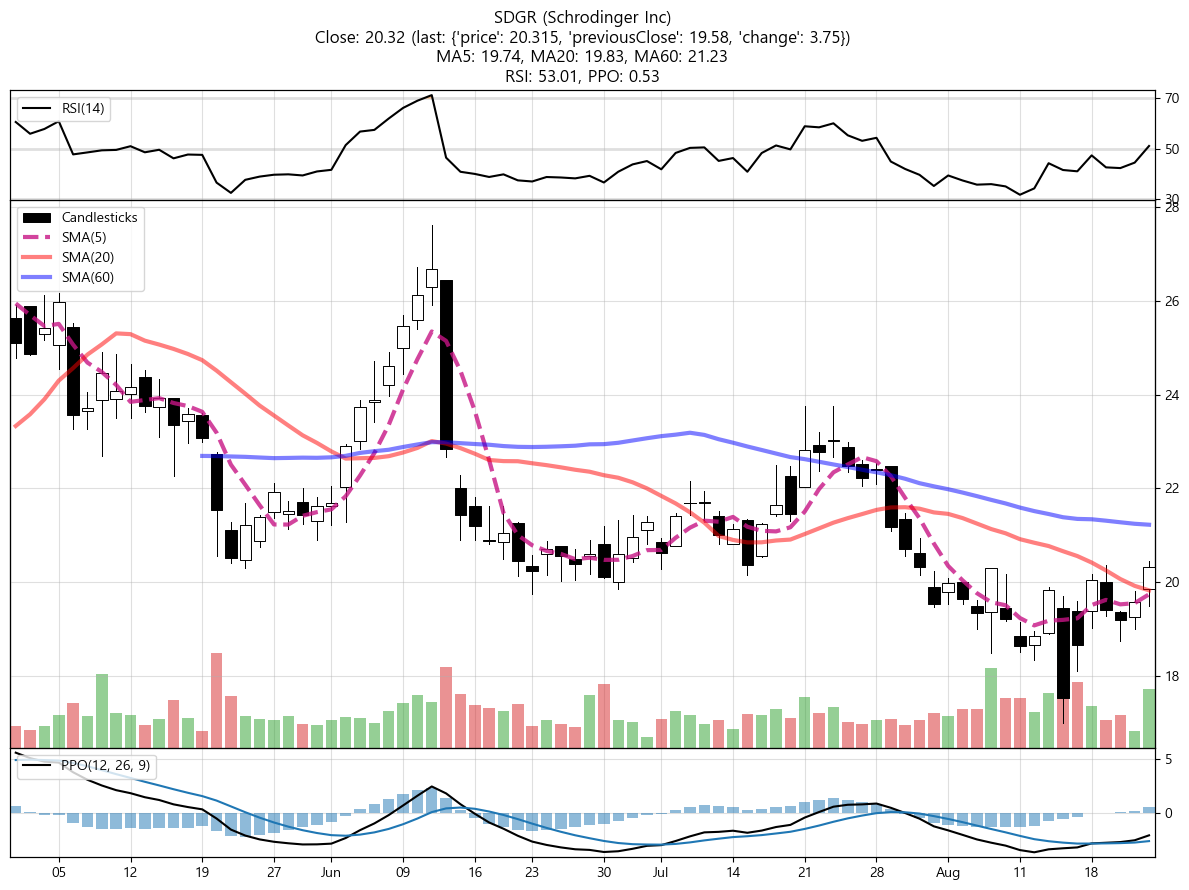 SDGR (Schrodinger Inc)
Close: 20.32 (last: {'price': 20.315, 'previousClose': 19.58, 'change': 3.75})
MA5: 19.74, MA20: 19.83, MA60: 21.23
RSI: 53.01, PPO: 0.53
RSI(14)
70
50
30
Candlesticks
SMA(5)
SMA(20)
SMA(60)
28
26
24
22
20
18
PPO(12, 26, 9)
5
0
05 12 19 27 Jun 09 16 23 30 Jul 14 21 28 Aug 11 18